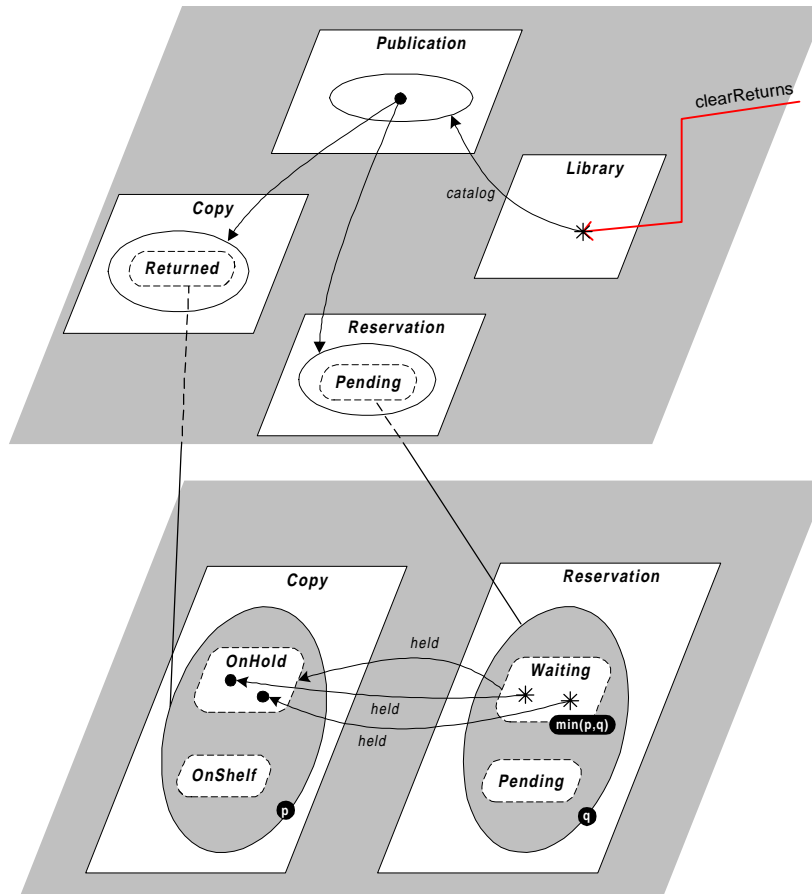 Publication
clearReturns
Library
catalog
Copy
Returned
Reservation
Pending
Copy
Reservation
held
OnHold
Waiting
held
min(p,q)
held
OnShelf
Pending
p
q